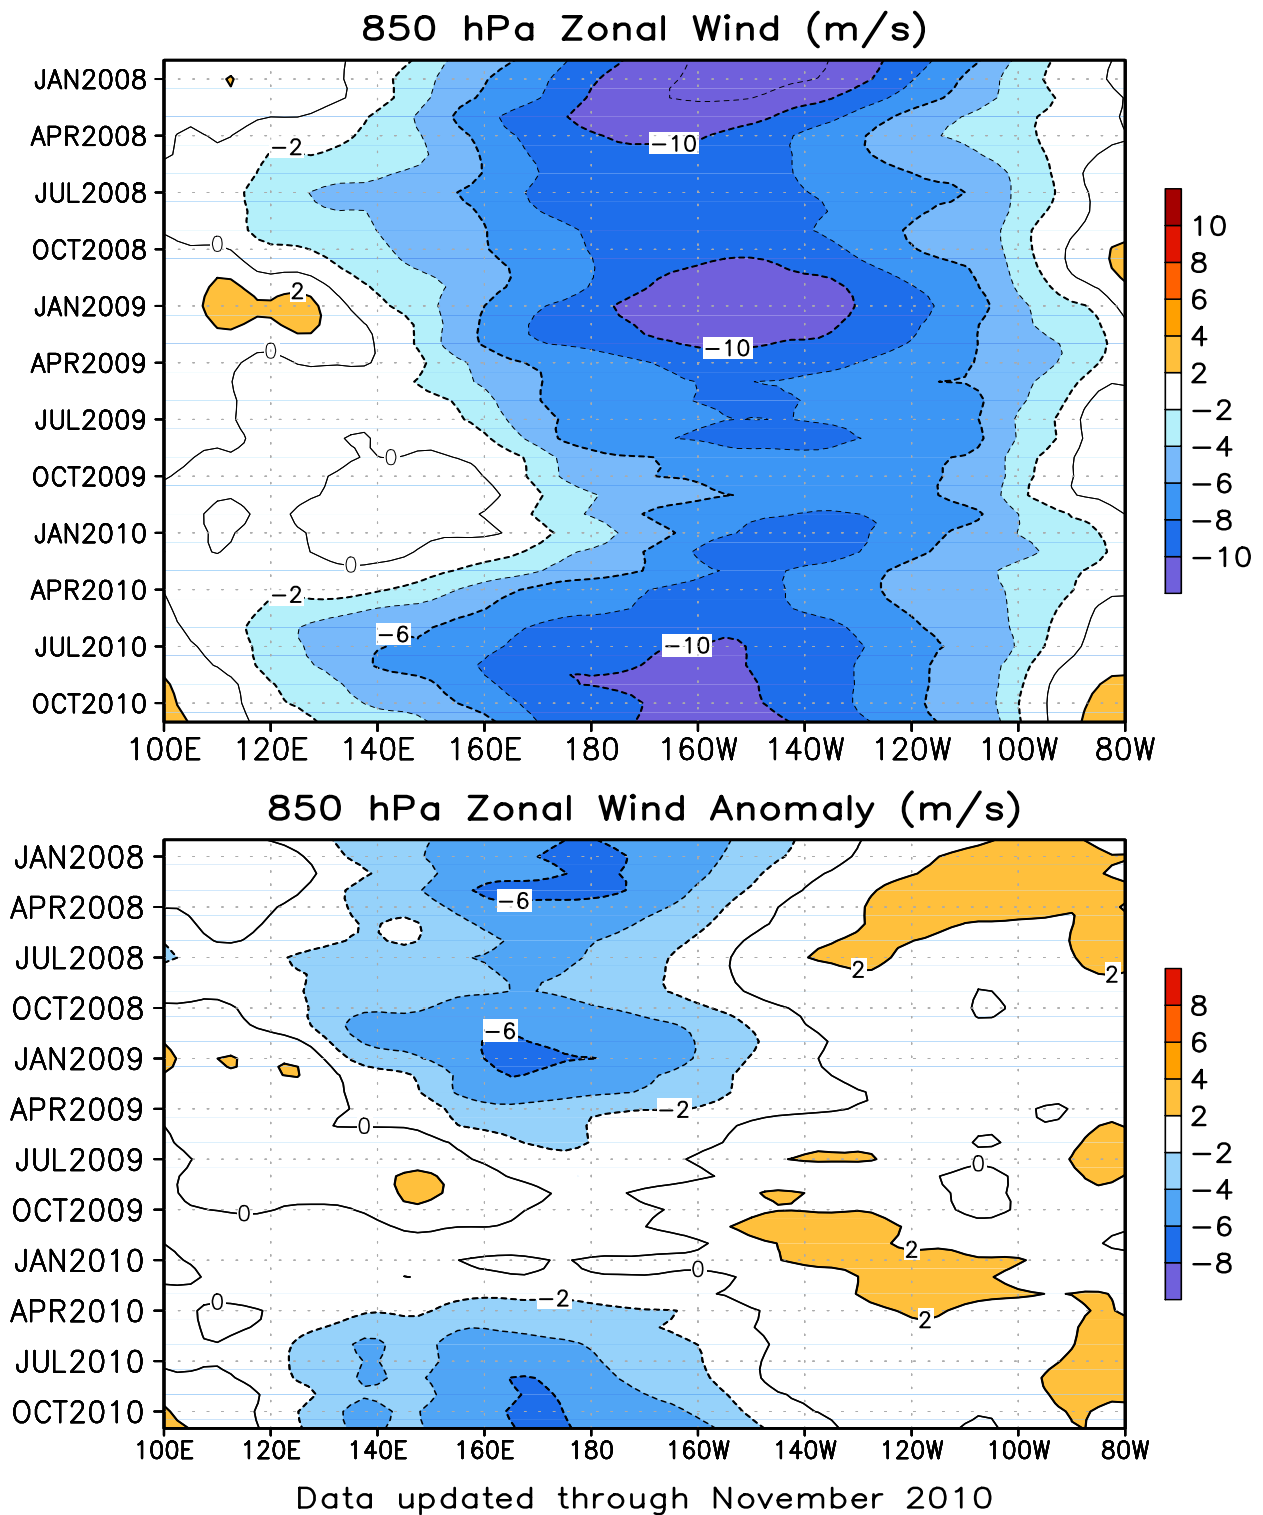 850 hPa Zonal Wind (m/s)
JAN2008
APR2008
JUL2008
OCT2008
JAN2009
APR2009
JUL2009
OCT2009
JAN2010
APR2010
JUL2010
OCT2010
−2
−10
0
2
0
−10
0
0
−2
−6
−10
100E 120E 140E 160E 180 160W 140W 120W 100W 80W
10
8
6
4
2
−2
−4
−6
−8
−10
850 hPa Zonal Wind Anomaly (m/s)
JAN2008
APR2008
JUL2008
OCT2008
JAN2009
APR2009
JUL2009
OCT2009
JAN2010
APR2010
JUL2010
OCT2010
−6
2
2
−6
−2
0
0
0
2
0
−2
0
2
100E 120E 140E 160E 180 160W 140W 120W 100W 80W
8
6
4
2
−2
−4
−6
−8
Data updated through November 2010